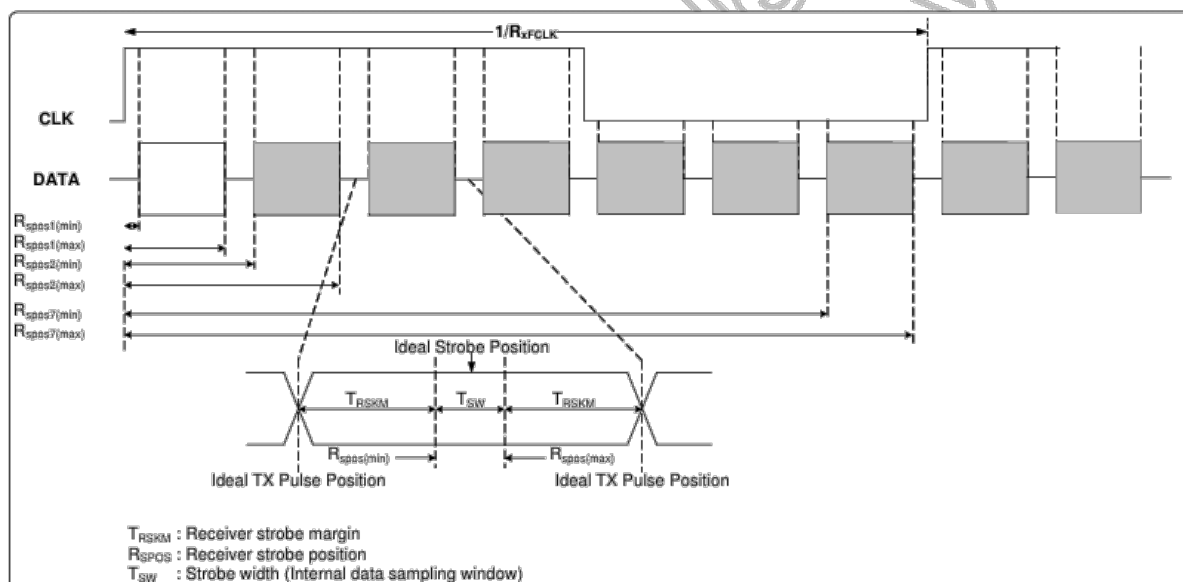 1/RxFCLK
CLK
DATA
Rspos1(min)
Rspos1(max)
Rspos2(min)
Rspos2(max)
Rspos7(min)
Rspos7(max)
Ideal Strobe Position
TRSKM TSW TRSKM
Rspos(min) Rspos(max)
Ideal TX Pulse Position Ideal TX Pulse Position
TRSKM : Receiver strobe margin
RSPOS : Receiver strobe position
TSW : Strobe width (Internal data sampling window)